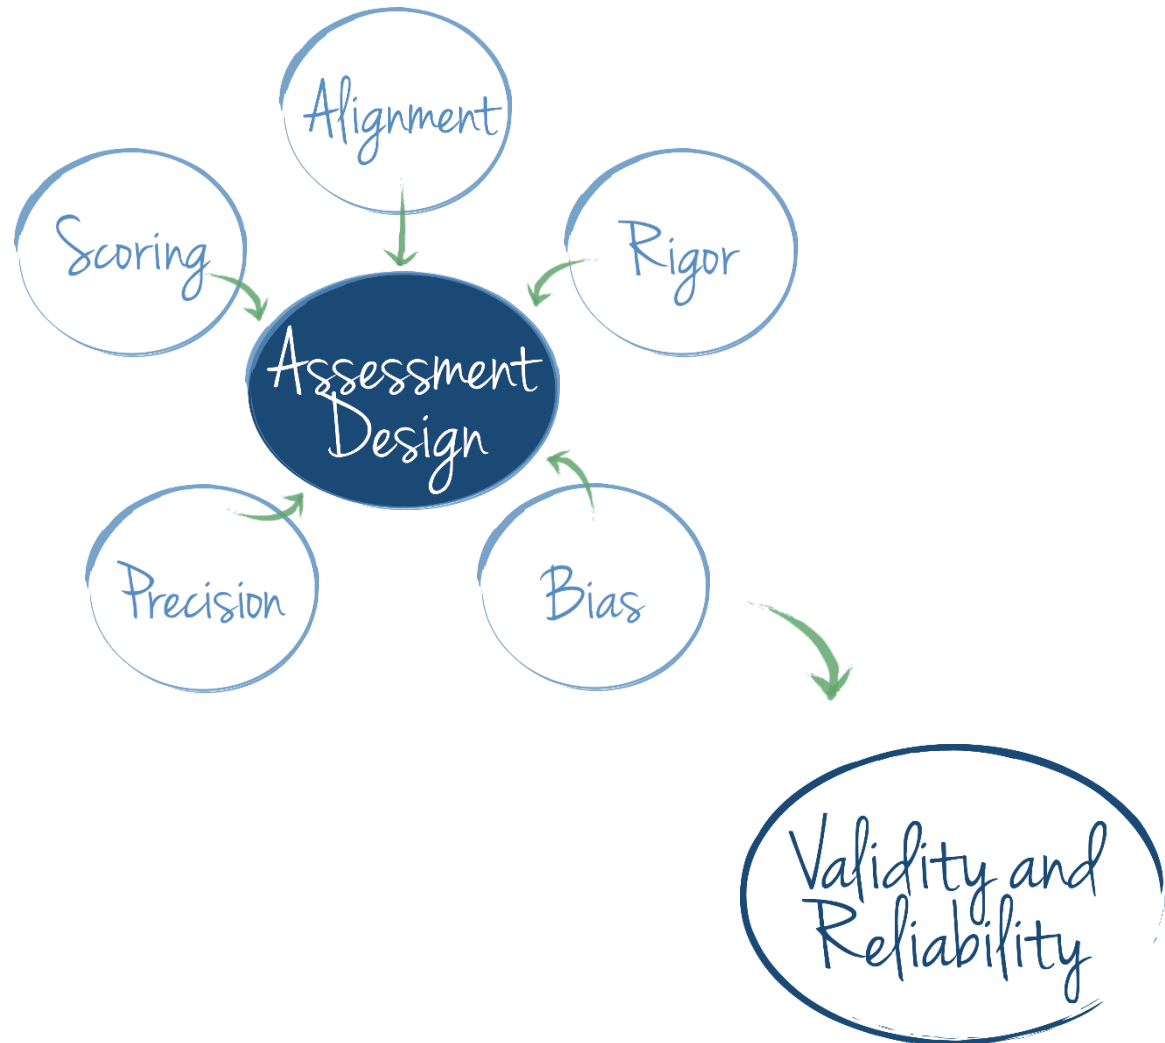 Alignment
Scoring
Rigor
Assessment
Design
Precision
Bias
Validity and
Reliability